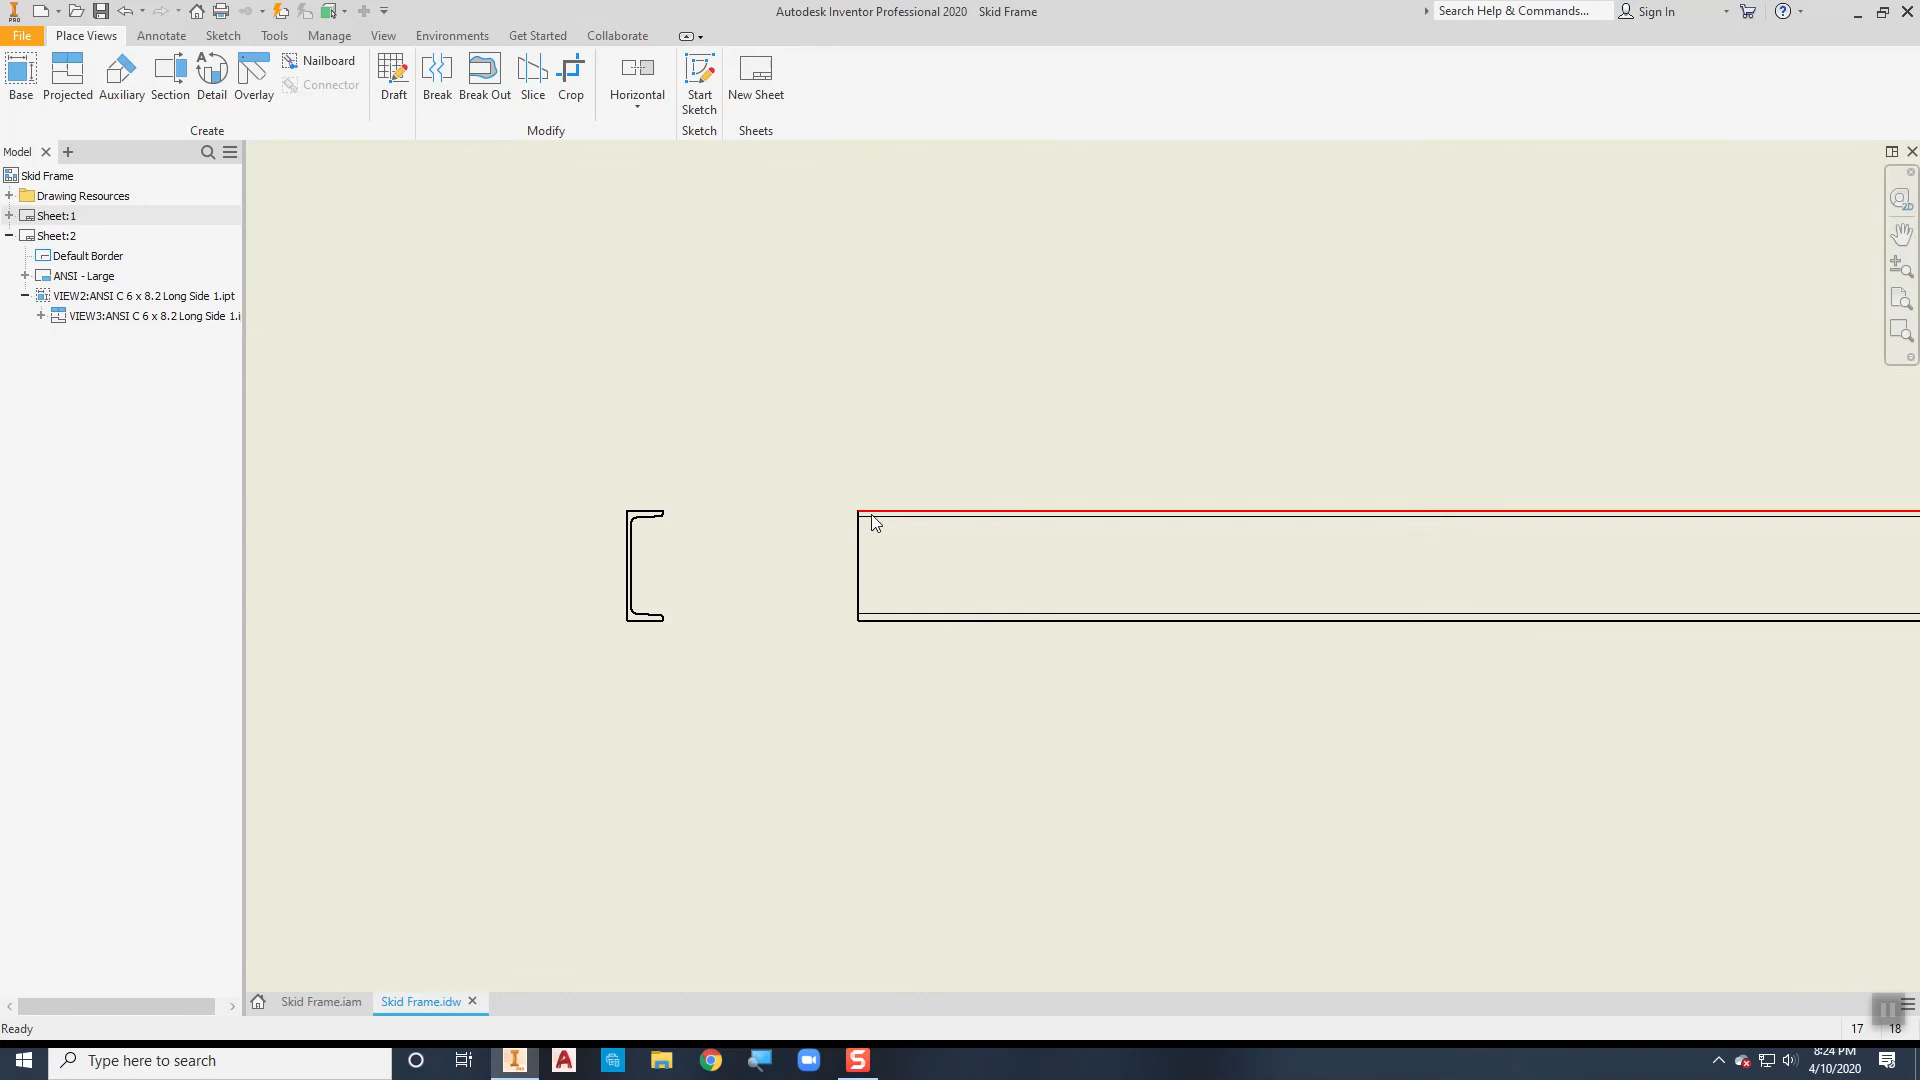 Autodesk Inventor Professional 2020 Skid Frame
Search Help & Commands...
Sign In
PRO
File
Place Views
Annotate
Sketch
Tools
Manage
View
Environments
Get Started
Collaborate
Base
Projected
Auxiliary
Section
Detail
Overlay
Nailboard
Connector
Draft
Break
Break Out
Slice
Crop
Horizontal
Start
Sketch
New Sheet
Create
Modify
Sketch
Sheets
Model
Skid Frame
Drawing Resources
Sheet:1
Sheet:2
Default Border
ANSI - Large
VIEW2:ANSI C 6 x 8.2 Long Side 1.ipt
VIEW3:ANSI C 6 x 8.2 Long Side 1.i
2D
Skid Frame.iam
Skid Frame.idw
Ready
17
18
Type here to search
8:24 PM
4/10/2020